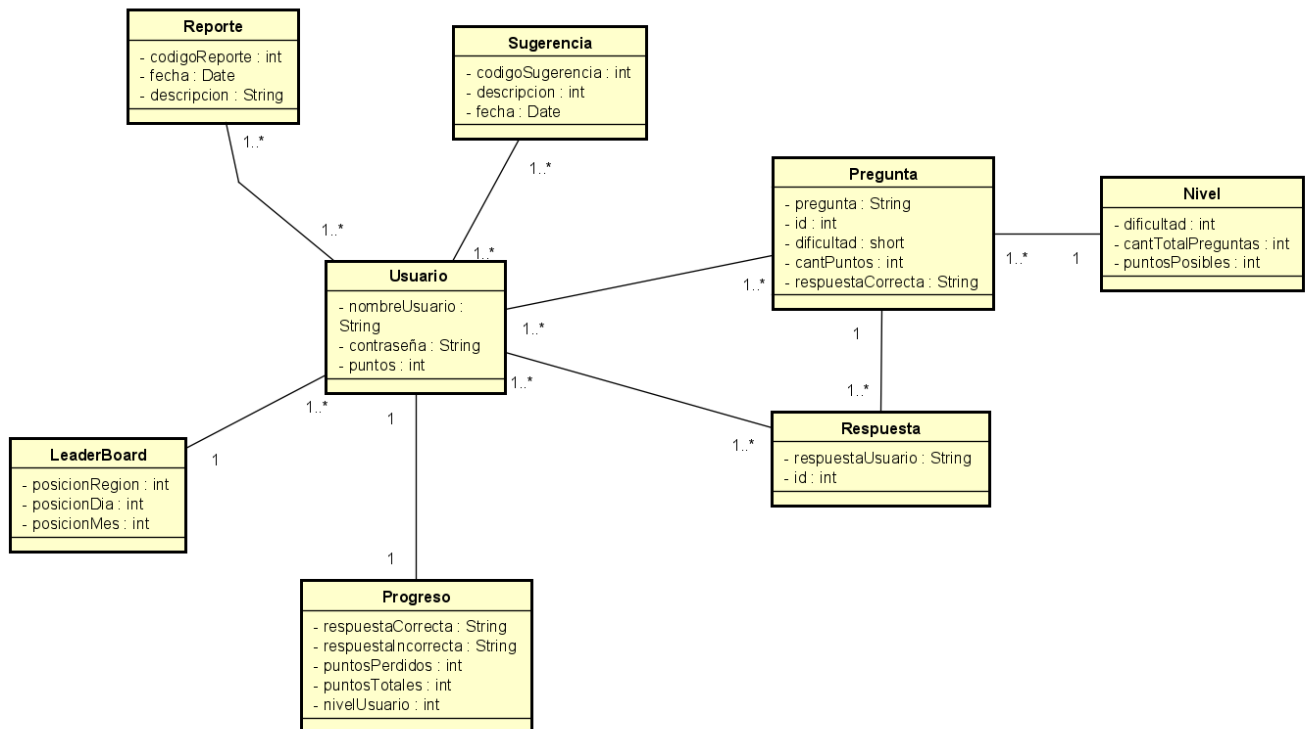 Reporte
- codigoReporte : int
- fecha : Date
- descripcion : String
1..*
1..*
Sugerencia
- codigoSugerencia : int
- descripcion : int
- fecha : Date
1..*
1..*
Pregunta
- pregunta : String
- id : int
- dificultad : short
- cantPuntos : int
- respuestaCorrecta : String
1..*
1
Nivel
- dificultad : int
- cantTotalPreguntas : int
- puntosPosibles : int
Usuario
- nombreUsuario :
String
- contraseña : String
- puntos : int
1..*
1..*
1
1..*
1..*
1..*
Respuesta
- respuestaUsuario : String
- id : int
1..*
1
LeaderBoard
- posicionRegion : int
- posicionDia : int
- posicionMes : int
1
1
Progreso
- respuestaCorrecta : String
- respuestaIncorrecta : String
- puntosPerdidos : int
- puntosTotales : int
- nivelUsuario : int